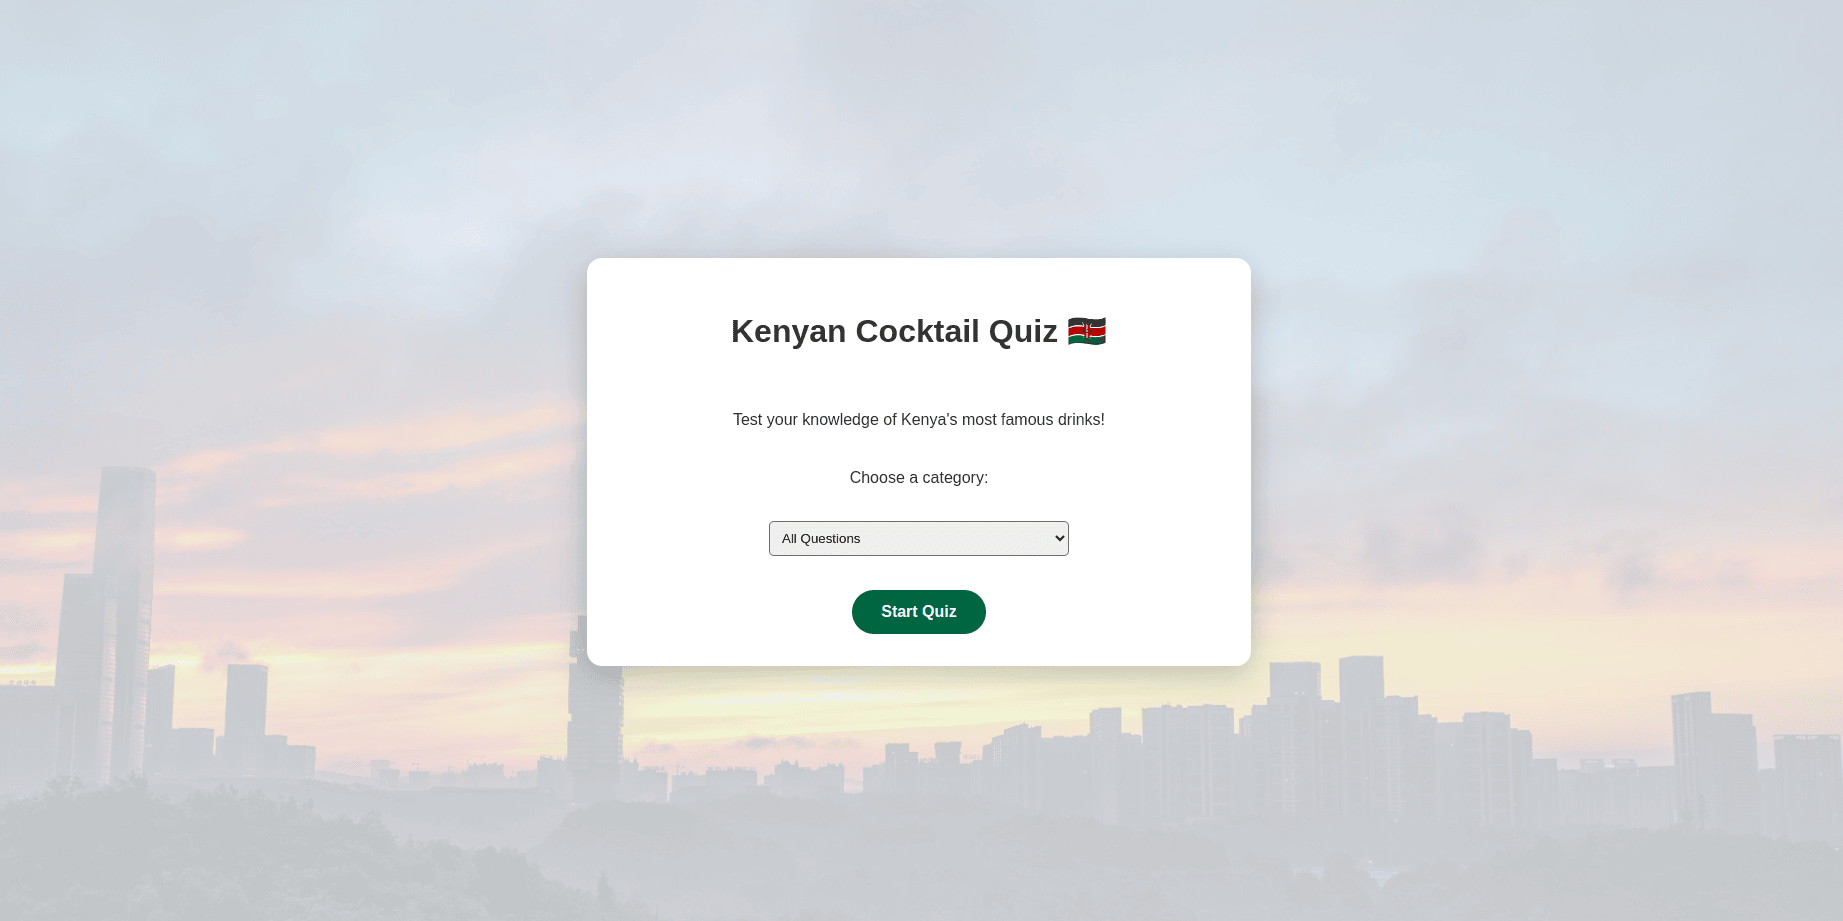 Kenyan Cocktail Quiz 🇰🇪
Test your knowledge of Kenya's most famous drinks!
Choose a category:
All Questions
Start Quiz